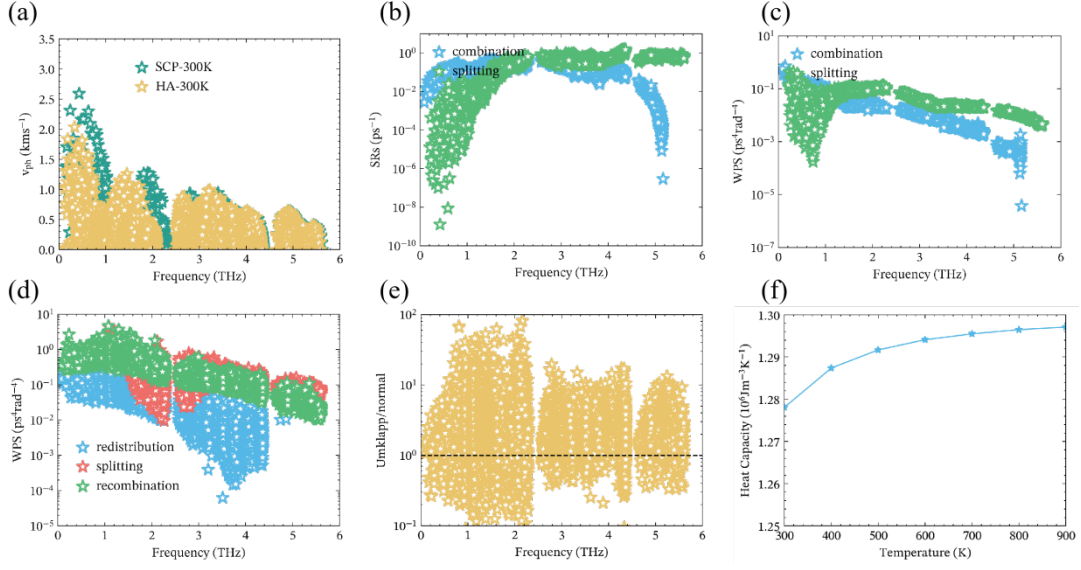 (a)
3.5
3.0
2.5
2.0
1.5
1.0
0.5
0.0
v_ph (kms⁻¹)
SCP-300K
HA-300K
0 1 2 3 4 5 6
Frequency (THz)
(b)
10⁰
10⁻²
10⁻⁴
10⁻⁶
10⁻⁸
10⁻¹⁰
SRs (ps⁻¹)
combination
splitting
0 1 2 3 4 5 6
Frequency (THz)
(c)
10¹
10⁻¹
10⁻³
10⁻⁵
10⁻⁷
WPS (ps⁴rad⁻⁴)
combination
splitting
0 1 2 3 4 5 6
Frequency (THz)
(d)
10¹
10⁰
10⁻¹
10⁻²
10⁻³
10⁻⁴
10⁻⁵
WPS (ps⁴rad⁻⁴)
redistribution
splitting
recombination
0 1 2 3 4 5 6
Frequency (THz)
(e)
10²
10¹
10⁰
10⁻¹
Umklapp/normal
0 1 2 3 4 5 6
Frequency (THz)
(f)
1.30
1.29
1.28
1.27
1.26
1.25
Heat Capacity (10⁶Jm⁻³K⁻¹)
300 400 500 600 700 800 900
Temperature (K)